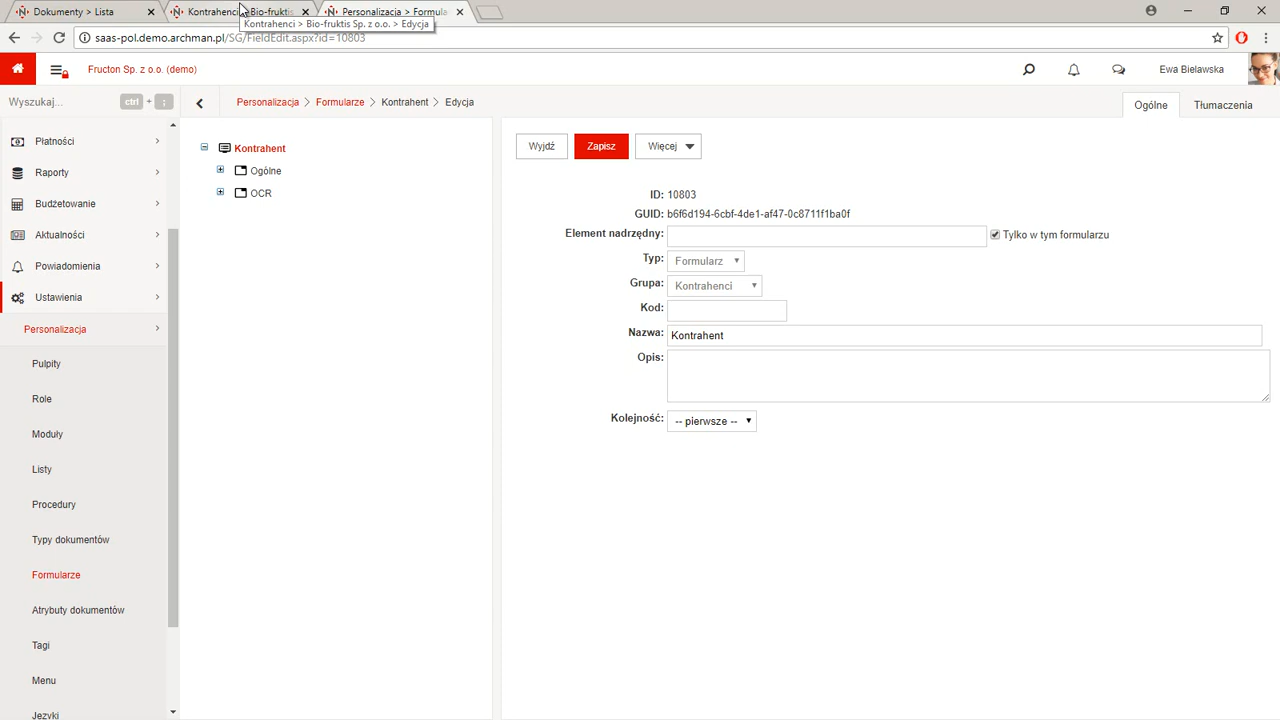 Dokumenty > Lista
Kontrahenci > Bio-frukti
Personalizacja > Formula
Kontrahenci > Bio-fruktis Sp. z o.o. > Edycja
saas-pol.demo.archman.pl/SG/FieldEdit.aspx?id=10803
Fructon Sp. z o.o. (demo)
Ewa Bielawska
Wyszukaj...
ctrl + ;
Personalizacja > Formularze > Kontrahent > Edycja
Ogólne
Tłumaczenia
Płatności
Raporty
Budżetowanie
Aktualności
Powiadomienia
Ustawienia
Personalizacja
Pulpity
Role
Moduły
Listy
Procedury
Typy dokumentów
Formularze
Atrybuty dokumentów
Tagi
Menu
Języki
Kontrahent
Ogólne
OCR
Wyjdź
Zapisz
Więcej
ID: 10803
GUID: b6f6d194-6cbf-4de1-af47-0c8711f1ba0f
Element nadrzędny:
Tylko w tym formularzu
Typ: Formularz
Grupa: Kontrahenci
Kod:
Nazwa: Kontrahent
Opis:
Kolejność: -- pierwsze --